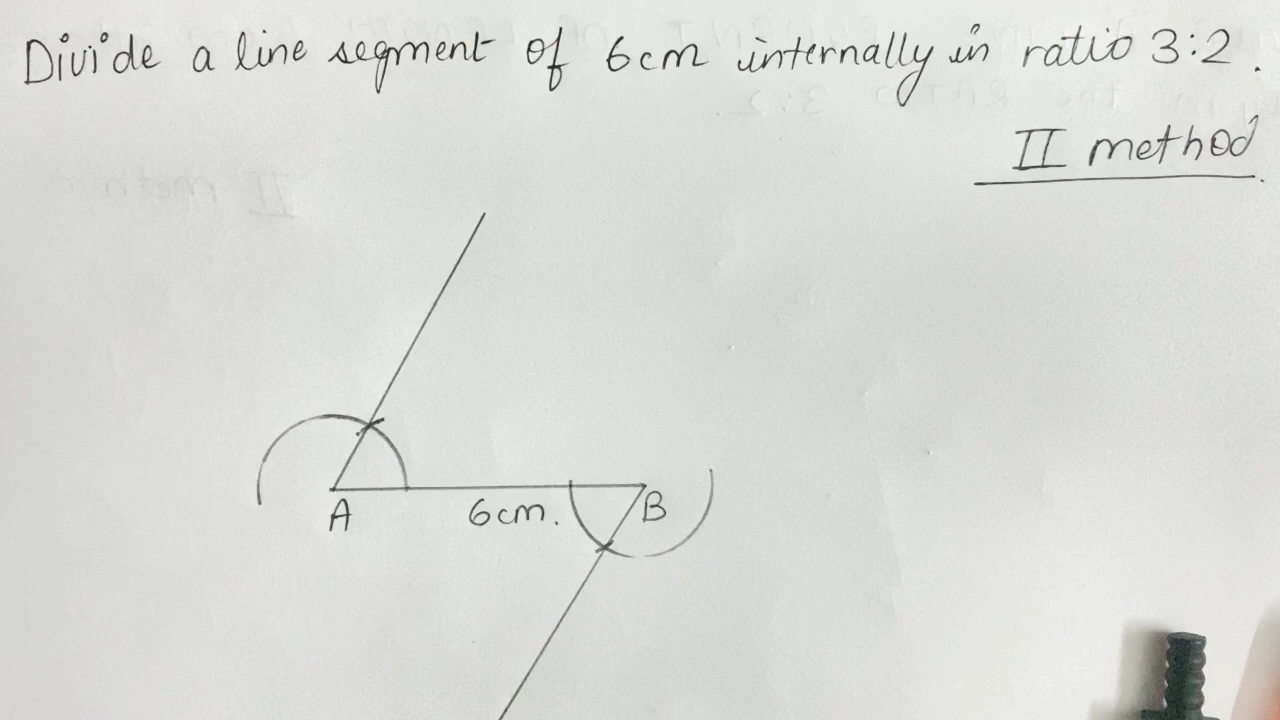 Divide a line segment of 6cm internally in ratio 3:2.
II method.
A 6cm. B